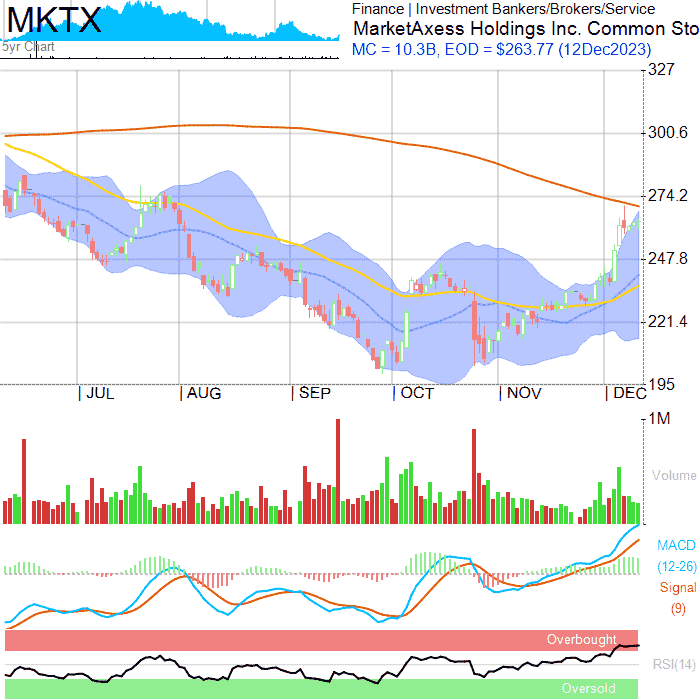 MKTX
5yr Chart
Finance | Investment Bankers/Brokers/Service
MarketAxess Holdings Inc. Common Sto
MC = 10.3B, EOD = $263.77 (12Dec2023)
327
300.6
274.2
247.8
221.4
195
JUL AUG SEP OCT NOV DEC
1M
Volume
MACD
(12-26)
Signal
(9)
Overbought
RSI(14)
Oversold